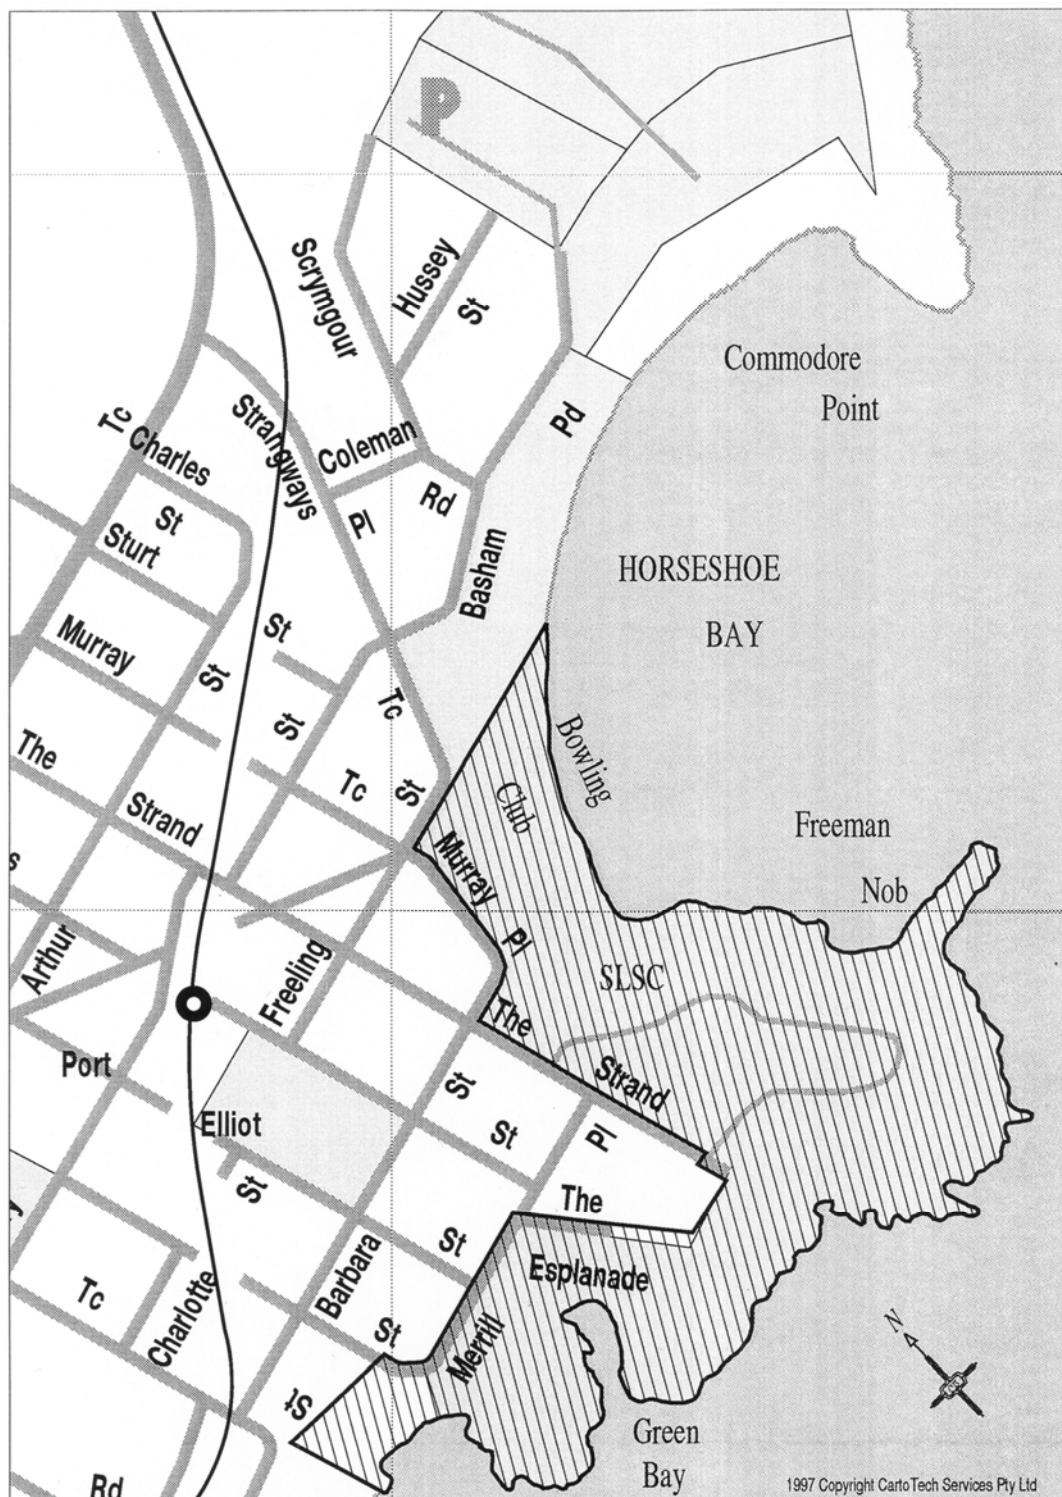 P
Scrymgour
Hussey
St
Commodore
Point
Tc
Charles
St
Strangways
Coleman
Pl
Rd
Pd
Basham
HORSESHOE
BAY
Sturt
St
Murray
St
St
Tc
The
Strand
Tc
St
Bowling
Club
Freeman
Nob
Murray
Pl
s
Arthur
Freeling
SLSC
The
Strand
Port
Elliot
St
St
St
Pl
The
Esplanade
Barbara
St
Tc
Charlotte
St
Merrill
St
Rd
Green
Bay
N
y
1997 Copyright CartoTech Services Pty Ltd